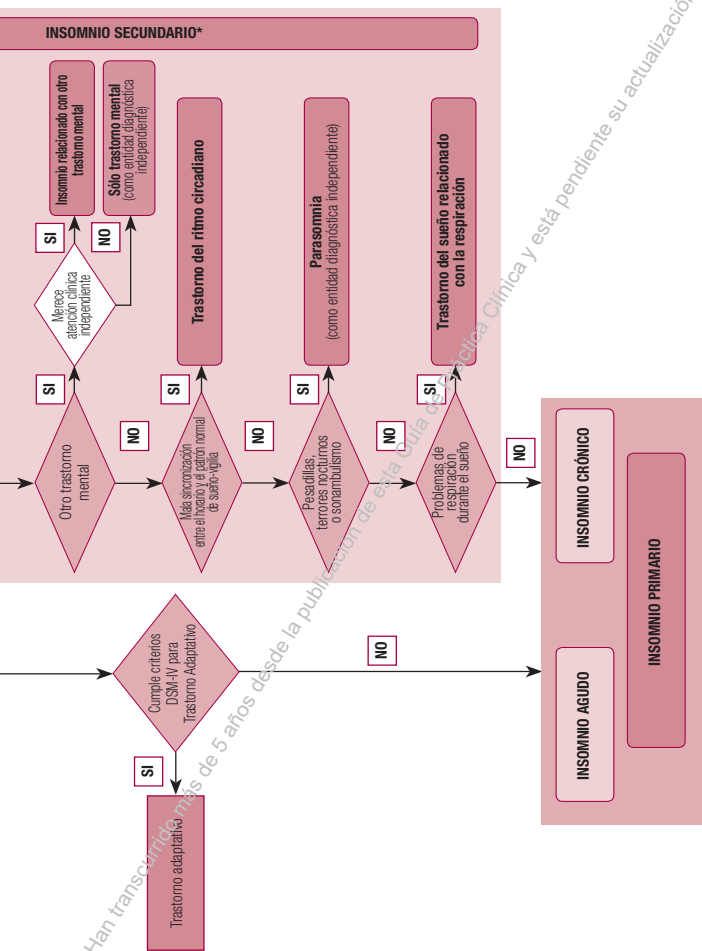 INSOMNIO SECUNDARIO*
Otro trastorno
mental
SI
Merece
atención clínica
independiente
SI
Insomnio relacionado con otro
trastorno mental
NO
Sólo trastorno mental
(como entidad diagnóstica
independiente)
NO
Mala sincronización
entre el horario y el patrón normal
de sueño-vigilia
SI
Trastorno del ritmo circadiano
NO
Pesadillas,
terrores nocturnos
o sonambulismo
SI
Parasomnia
(como entidad diagnóstica independiente)
NO
Problemas de
respiración
durante el sueño
SI
Trastorno del sueño relacionado
con la respiración
NO
Cumple criterios
DSM-IV para
Trastorno Adaptativo
SI
Trastorno adaptativo
NO
INSOMNIO AGUDO
INSOMNIO CRÓNICO
INSOMNIO PRIMARIO
Han transcurrido más de 5 años desde la publicación de esta Guía de Práctica Clínica y está pendiente su actualización